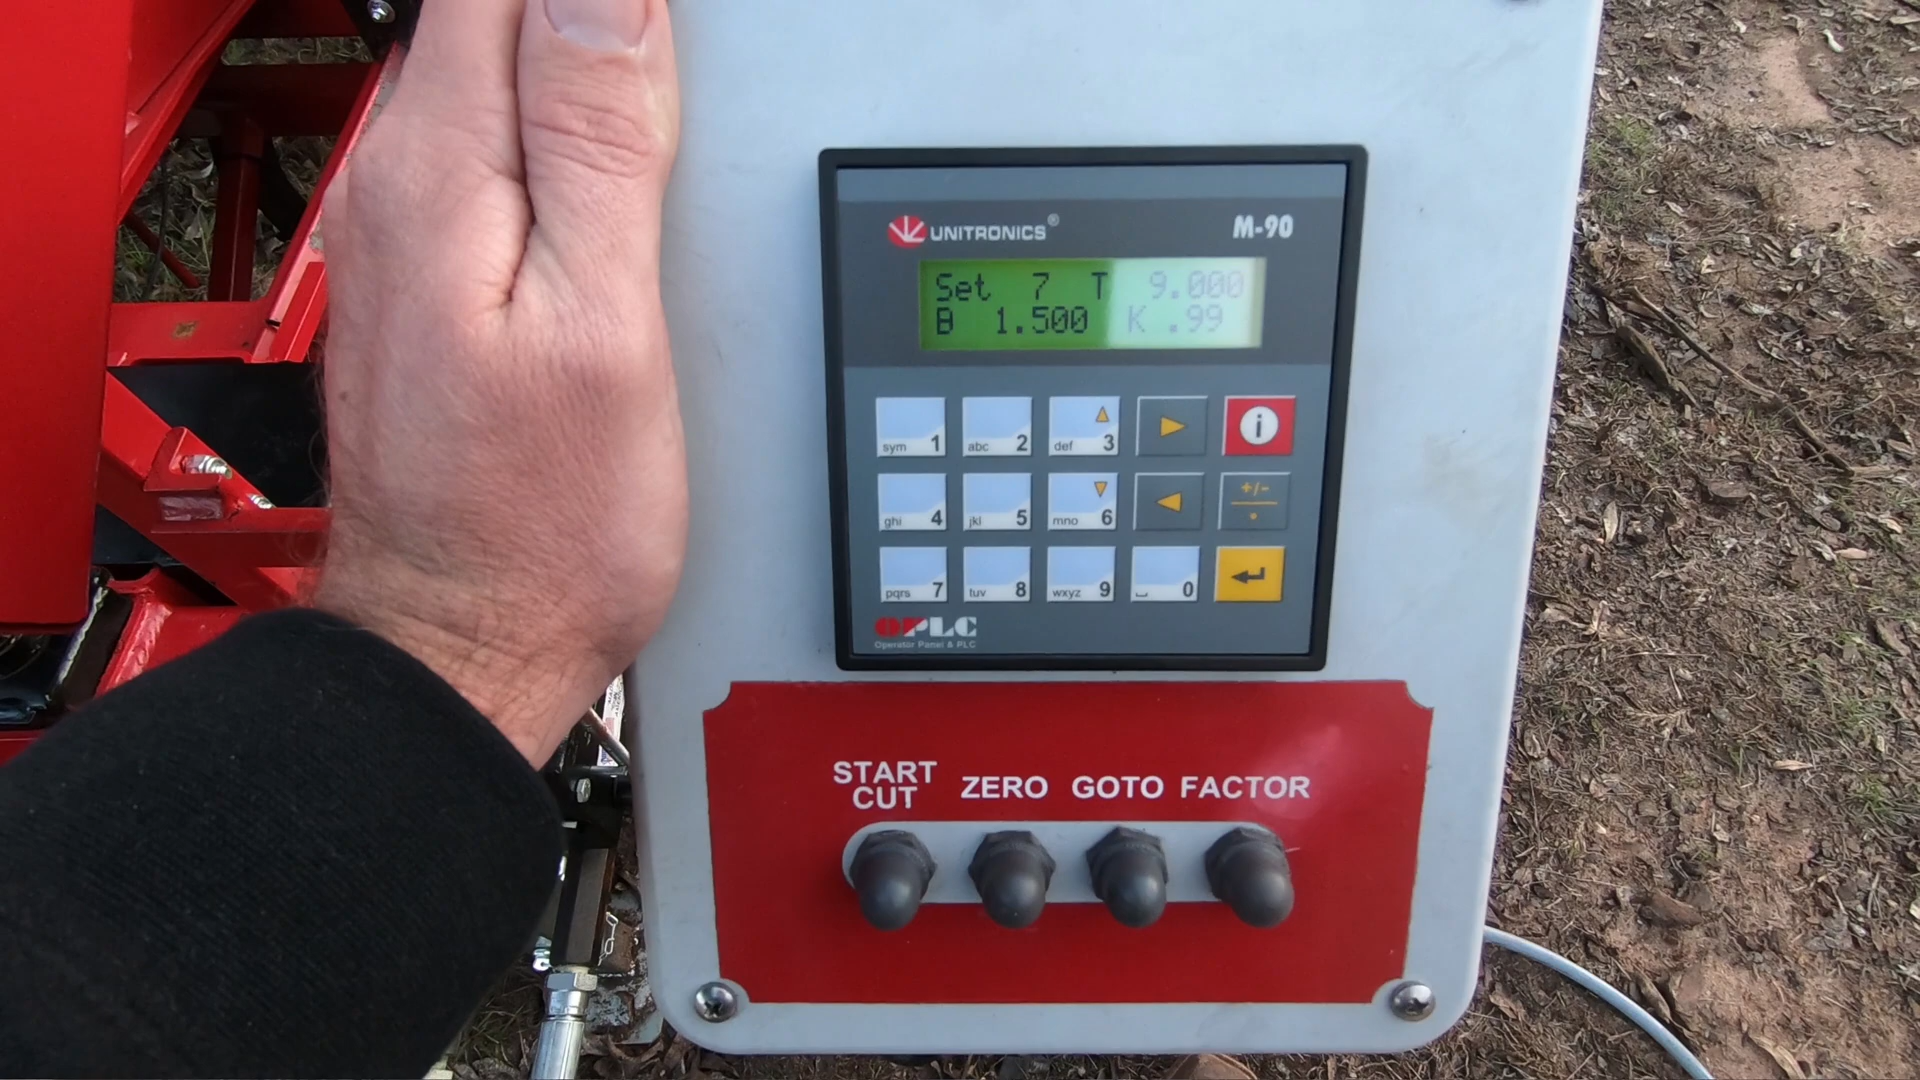 UNITRONICS® M-90
Set 7 T 9.000
B 1.500 K .99
sym 1 abc 2 def 3 i
ghi 4 jkl 5 mno 6 +/-
pqrs 7 tuv 8 wxyz 9 0
OPLC
Operator Panel & PLC
START CUT
ZERO
GOTO
FACTOR